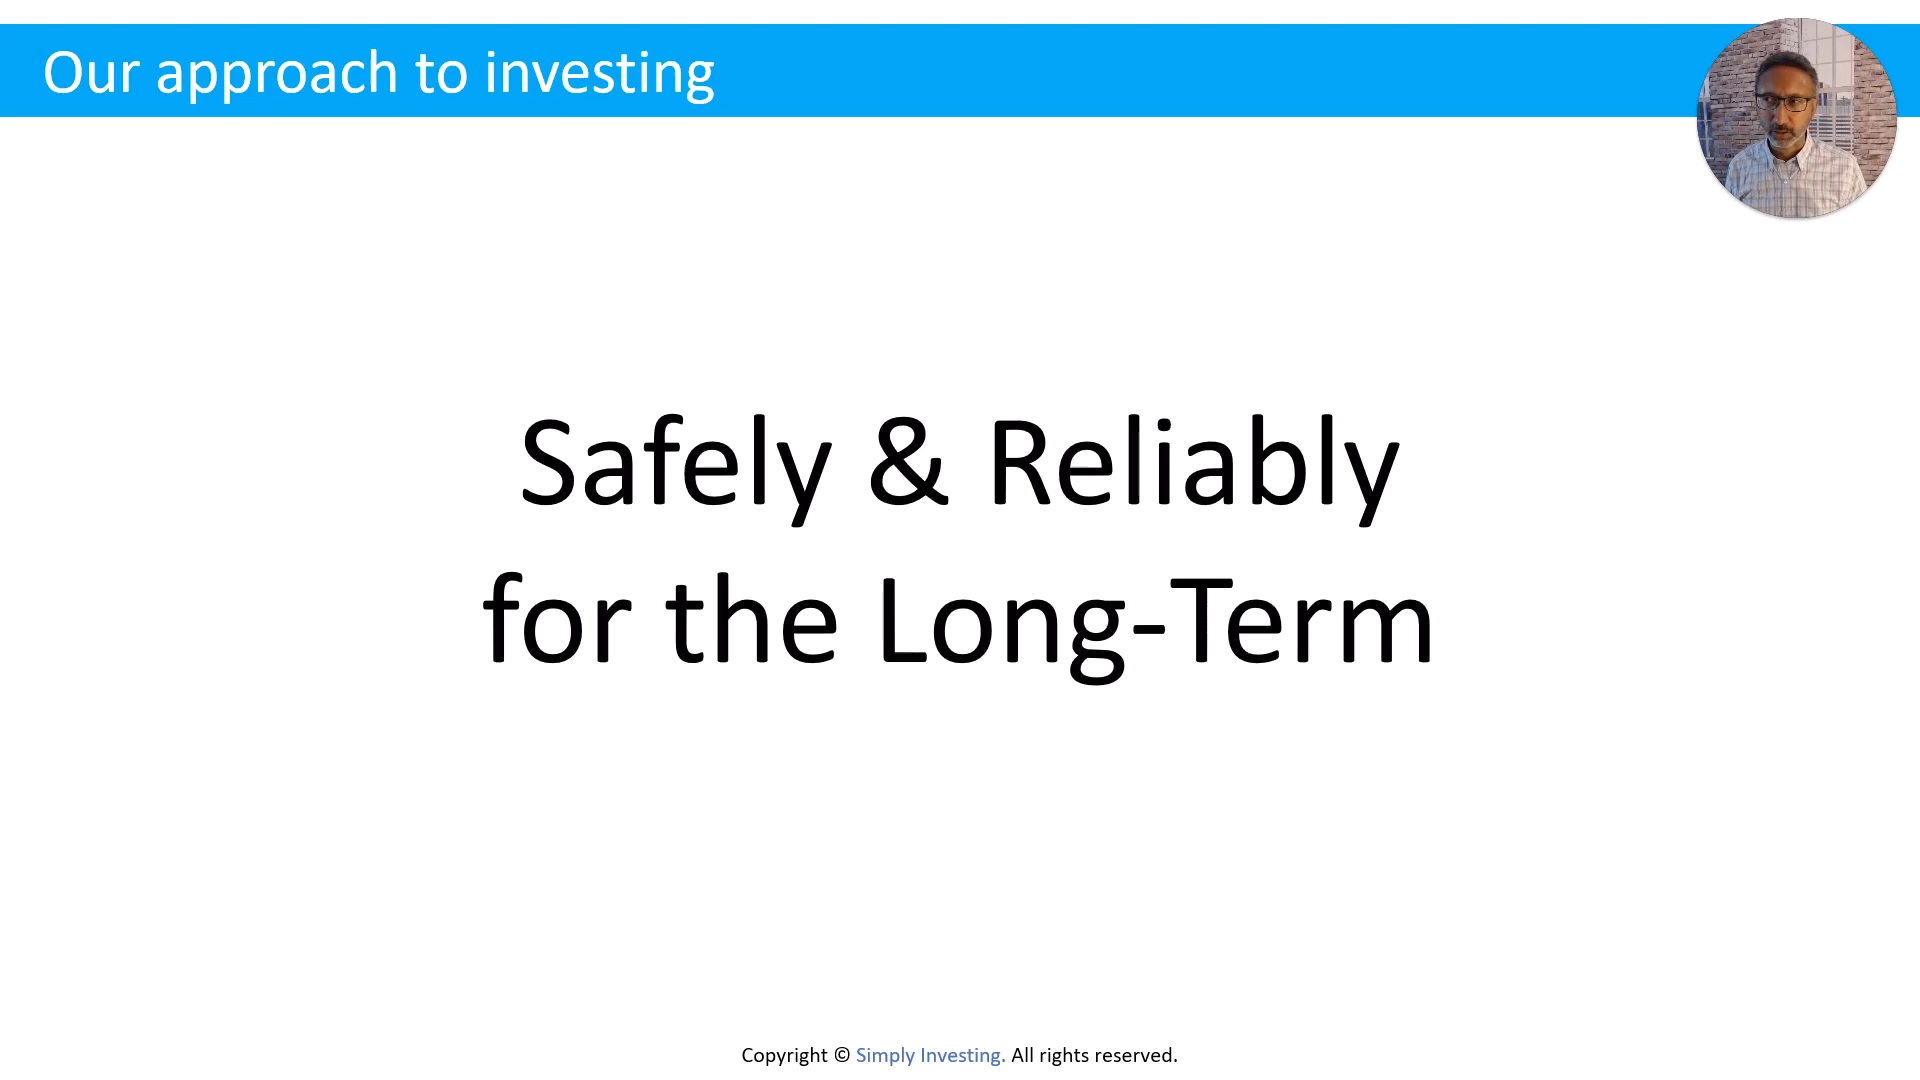 Our approach to investing
Safely & Reliably
for the Long-Term
Copyright © Simply Investing. All rights reserved.